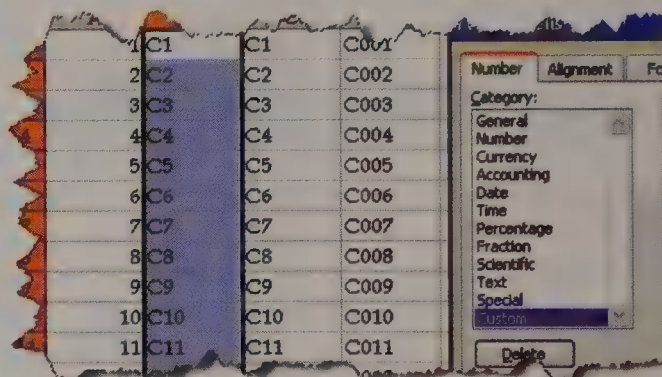 1 C1 C1 C001
2 C2 C2 C002
3 C3 C3 C003
4 C4 C4 C004
5 C5 C5 C005
6 C6 C6 C006
7 C7 C7 C007
8 C8 C8 C008
9 C9 C9 C009
10 C10 C10 C010
11 C11 C11 C011
Number Alignment Fo
Category:
General
Number
Currency
Accounting
Date
Time
Percentage
Fraction
Scientific
Text
Special
Custom
Delete